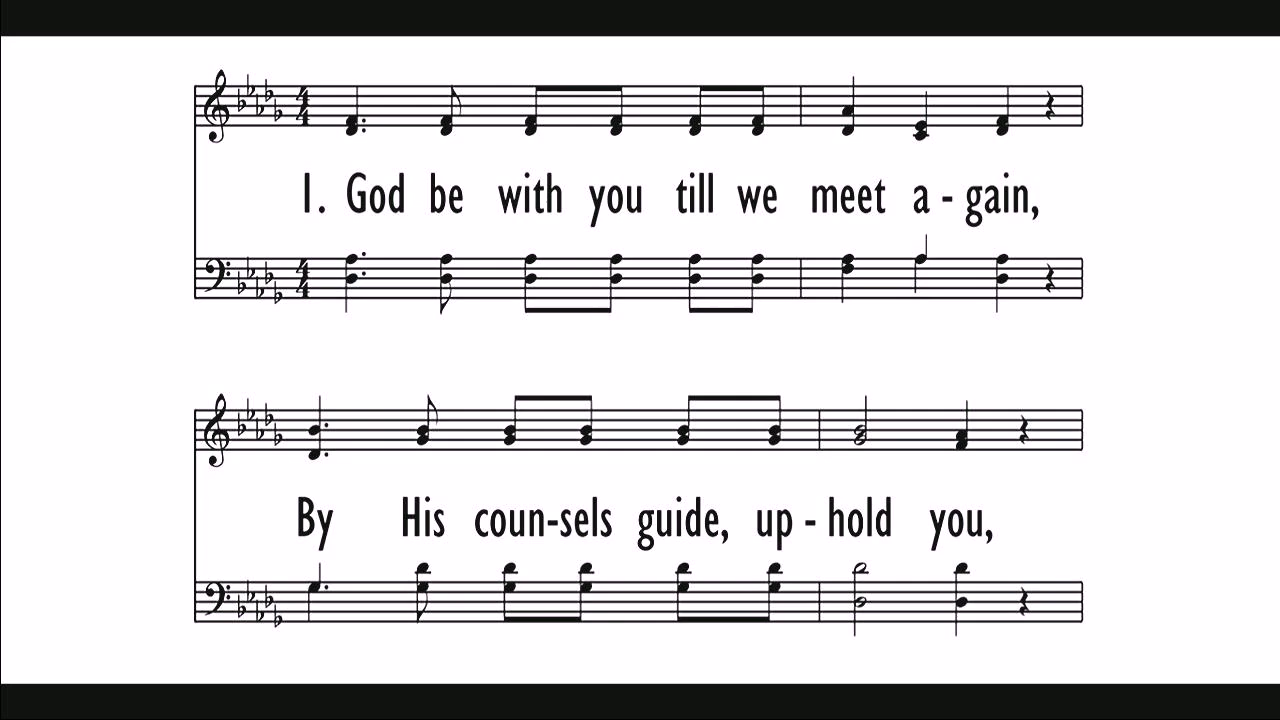 1. God be with you till we meet a - gain,
By His coun-sels guide, up - hold you,